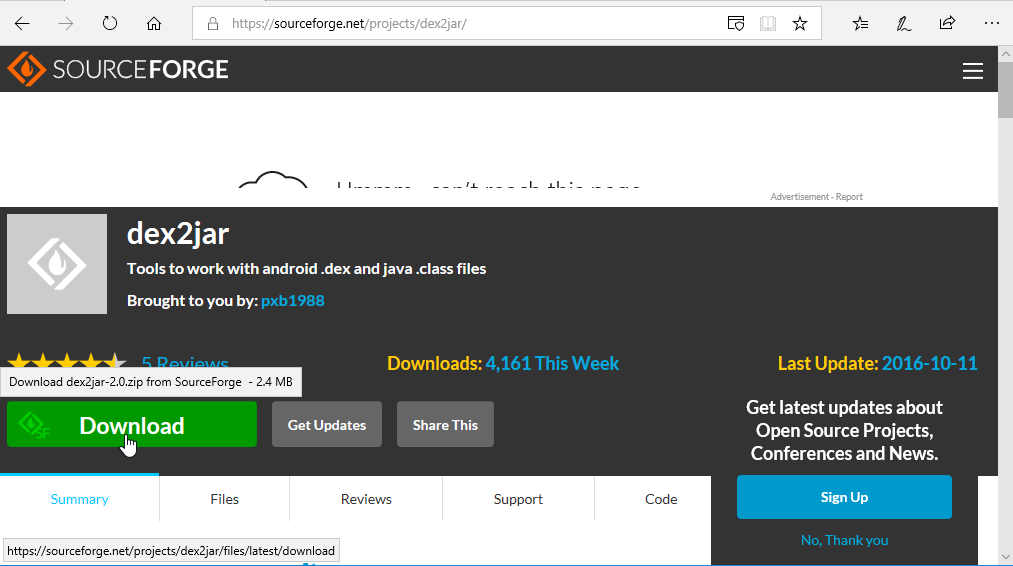 https://sourceforge.net/projects/dex2jar/
SOURCEFORGE
Hmmm...can't reach this page
Advertisement - Report
dex2jar
Tools to work with android .dex and java .class files
Brought to you by: pxb1988
5 Reviews
Downloads: 4,161 This Week
Last Update: 2016-10-11
Download dex2jar-2.0.zip from SourceForge - 2.4 MB
SF
Download
Get Updates
Share This
Get latest updates about
Open Source Projects,
Conferences and News.
Sign Up
No, Thank you
Summary
Files
Reviews
Support
Code
https://sourceforge.net/projects/dex2jar/files/latest/download